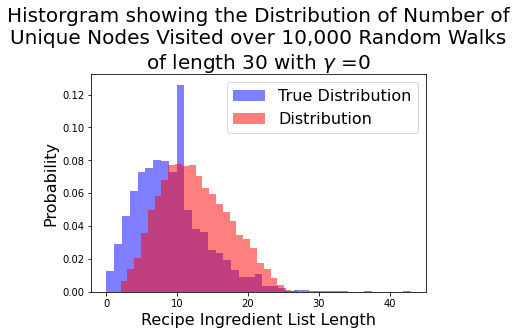 Historgram showing the Distribution of Number of
Unique Nodes Visited over 10,000 Random Walks
of length 30 with γ =0
True Distribution
Distribution
Probability
0.12
0.10
0.08
0.06
0.04
0.02
0.00
0 10 20 30 40
Recipe Ingredient List Length